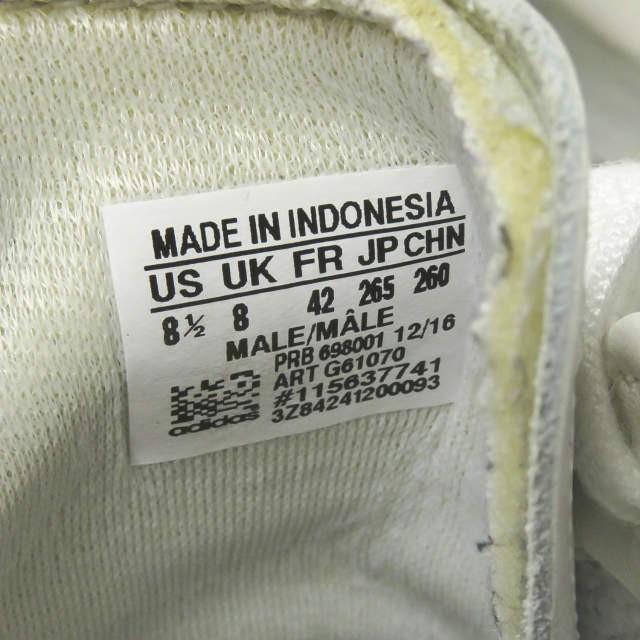 MADE IN INDONESIA
US UK FR JP CHN
8½ 8 42 265 260
MALE/MÂLE
PRB 698001 12/16
ART G61070
#115637741
3Z84241200093
adidas